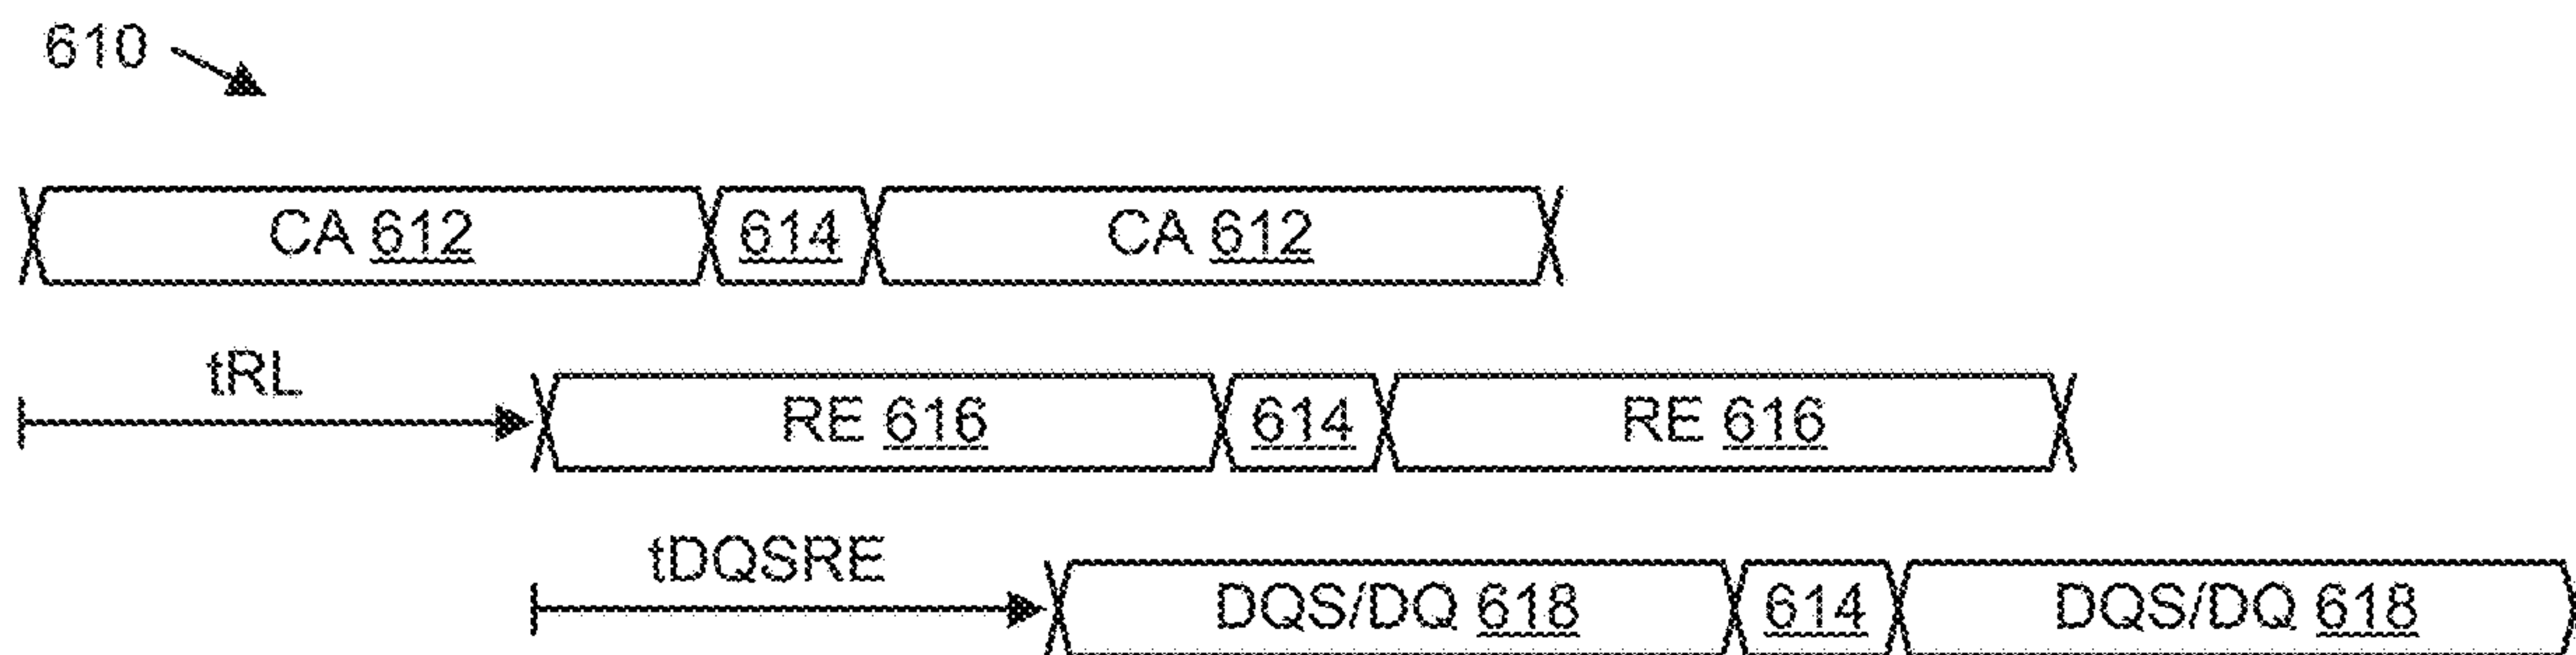 610
CA 612 614 CA 612
tRL
RE 616 614 RE 616
tDQSRE
DQS/DQ 618 614 DQS/DQ 618